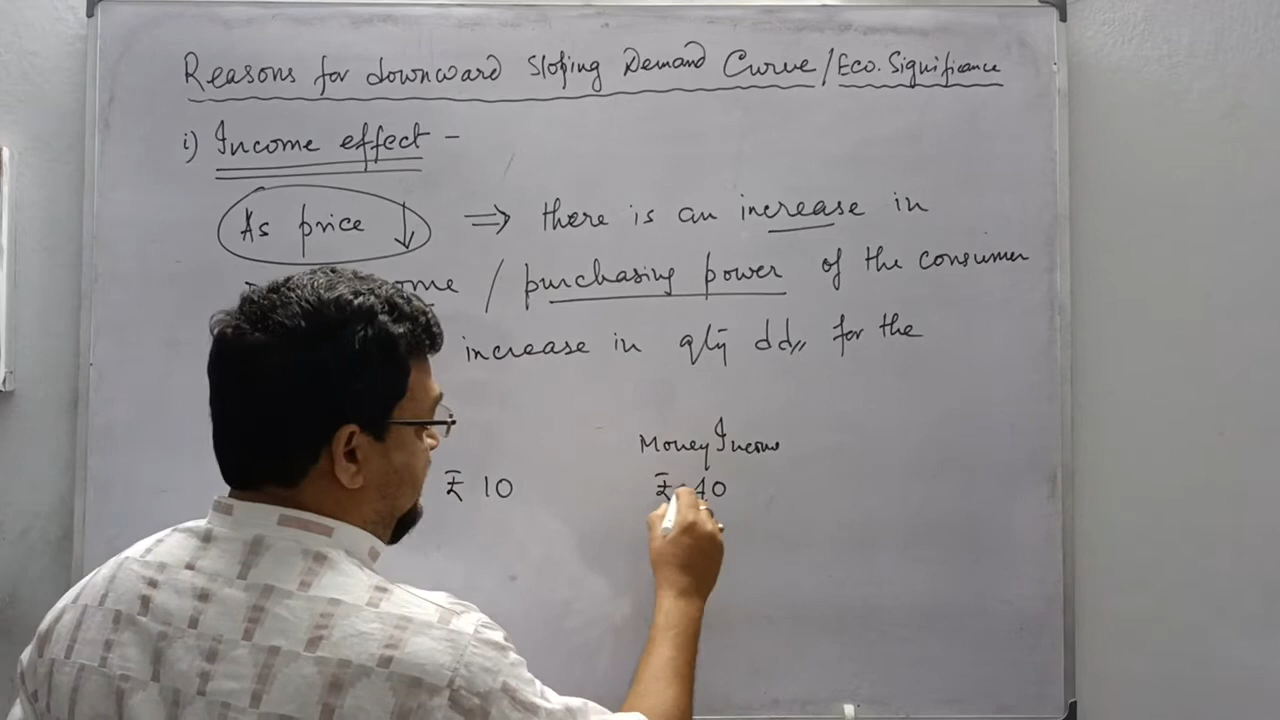 Reasons for downward Sloping Demand Curve/Eco. Significance
i) Income effect -
As price ↓ ⇒ there is an increase in
/ purchasing power of the consumer
increase in qty dd,, for the
Money Income
₹ 10 ₹ 40